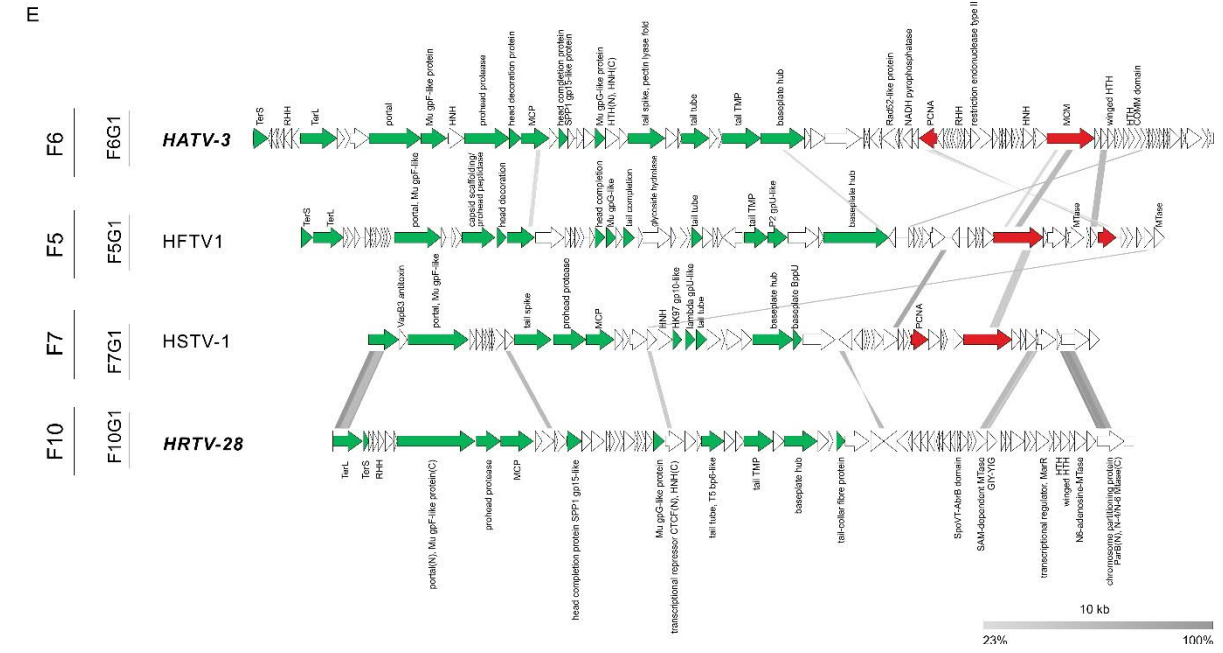 E
TerS
RHH
TerL
portal
Mu gpF-like protein
HNH
prohead protease
head decoration protein
MCP
head completion protein
SPP1 gp15-like protein
Mu gpG-like protein
HTH(N), HNH(C)
tail spike, pectin lyase fold
tail tube
tail TMP
baseplate hub
Rad52-like protein
NADH pyrophosphatase
PCNA
RHH
restriction endonuclease type II
HNH
MCM
winged HTH
HTH
COMM domain
F6
F6G1
HATV-3
TerS
TerL
portal, Mu gpF-like
capsid scaffolding/
prohead peptidase
head decoration
head completion
Mu gpG-like
tail completion
glycoside hydrolase
tail tube
tail TMP
P2 gpU-like
baseplate hub
MTase
MTase
F5
F5G1
HFTV1
VapB3 antitoxin
portal, Mu gpF-like
tail spike
prohead protease
MCP
HNH
HK97 gp10-like
lambda gpU-like
tail tube
baseplate hub
baseplate BppU
PCNA
F7
F7G1
HSTV-1
F10
F10G1
HRTV-28
TerL
TerS
RHH
portal(N), Mu gpF-like protein(C)
prohead protease
MCP
head completion protein SPP1 gp15-like
Mu gpG-like protein
transcriptional repressor CTCF(N), HNH(C)
tail tube, T5 bp6-like
tail TMP
baseplate hub
tail-collar fibre protein
SpoVT-AbrB domain
SAM-dependent MTase
GIY-YIG
transcriptional regulator, MarR
HTH
winged HTH
N6-adenosine-MTase
chromosome partitioning protein
ParB(N), N-4/N-6 Mtase(C)
10 kb
23%
100%